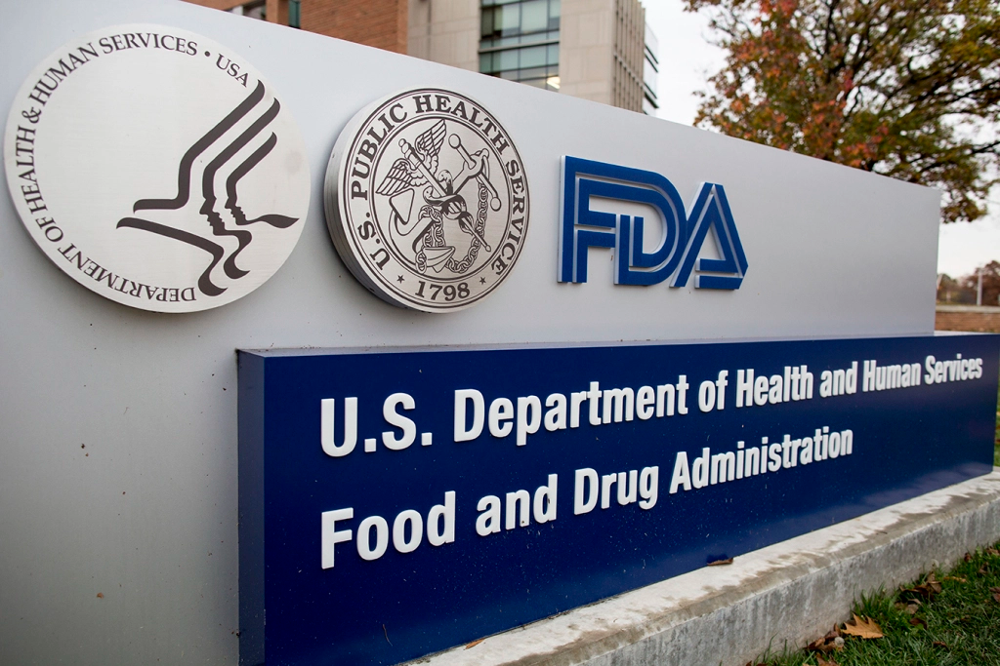 DEPARTMENT OF HEALTH & HUMAN SERVICES • USA
U.S. PUBLIC HEALTH SERVICE
★ 1798 ★
FDA
U.S. Department of Health and Human Services
Food and Drug Administration